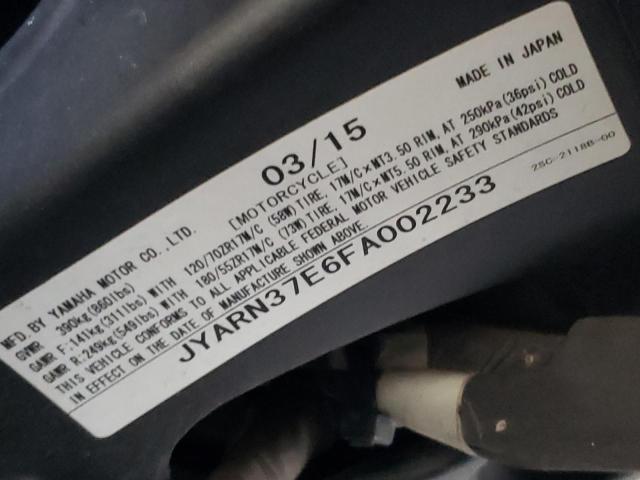 MFD BY YAMAHA MOTOR CO., LTD. 03/15 MADE IN JAPAN
GVWR 390kg(860lbs) [MOTORCYCLE]
GAWR F:141kg(311lbs) WITH 120/70ZR17M/C (58W) TIRE, 17M/C×MT3.50 RIM, AT 250kPa(36psi) COLD
GAWR R:249kg(549lbs) WITH 180/55ZR17M/C (73W) TIRE, 17M/C×MT5.50 RIM, AT 290kPa(42psi) COLD
THIS VEHICLE CONFORMS TO ALL APPLICABLE FEDERAL MOTOR VEHICLE SAFETY STANDARDS
IN EFFECT ON THE DATE OF MANUFACTURE SHOWN ABOVE.
JYARN37E6FA002233
2SC-2118B-00